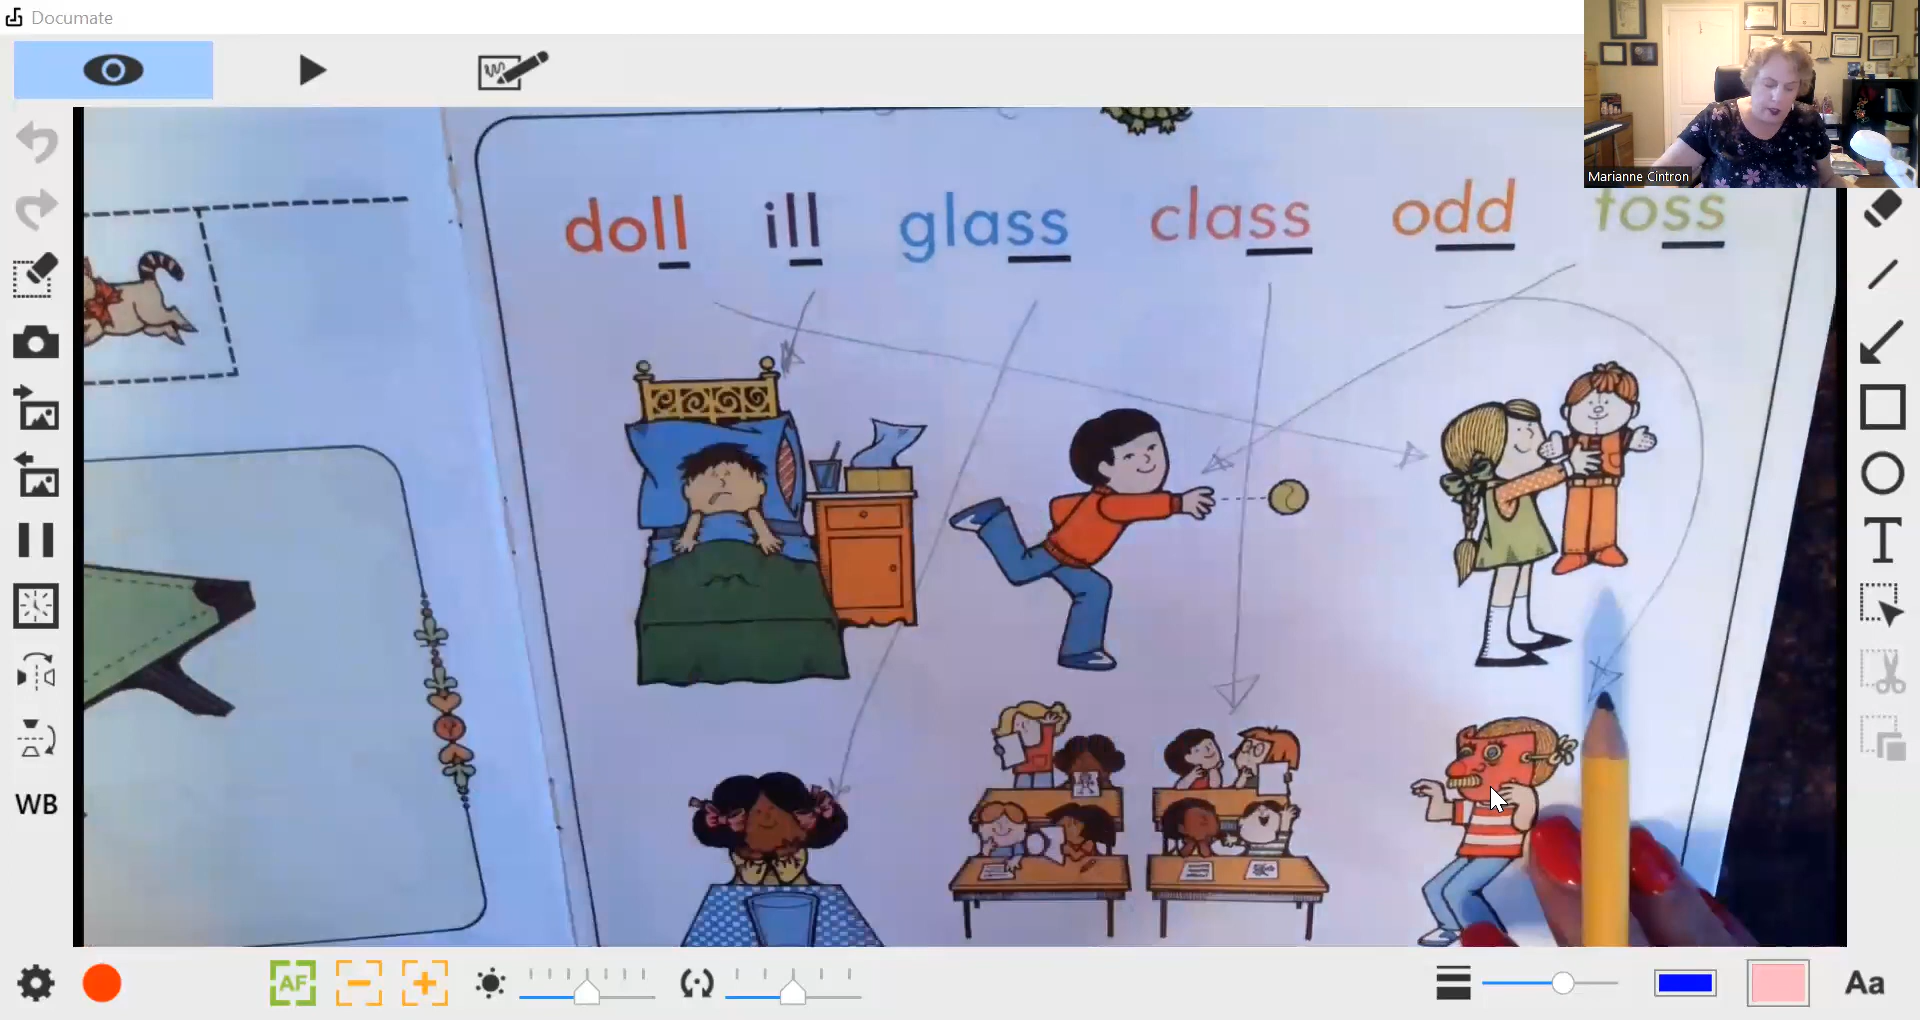 Documate
Marianne Cintron
doll ill glass class odd toss
WB
T
AF
Aa